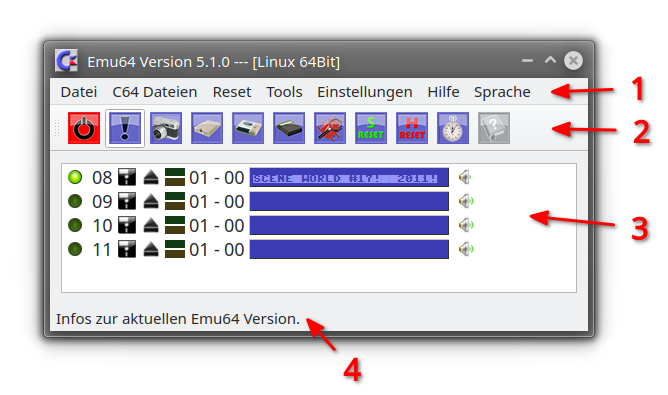 Emu64 Version 5.1.0 --- [Linux 64Bit]
Datei C64 Dateien Reset Tools Einstellungen Hilfe Sprache
1
S RESET H RESET
2
08 01 - 00 SCENE WORLD #17! 2011!
09 01 - 00
10 01 - 00
3
11 01 - 00
Infos zur aktuellen Emu64 Version.
4